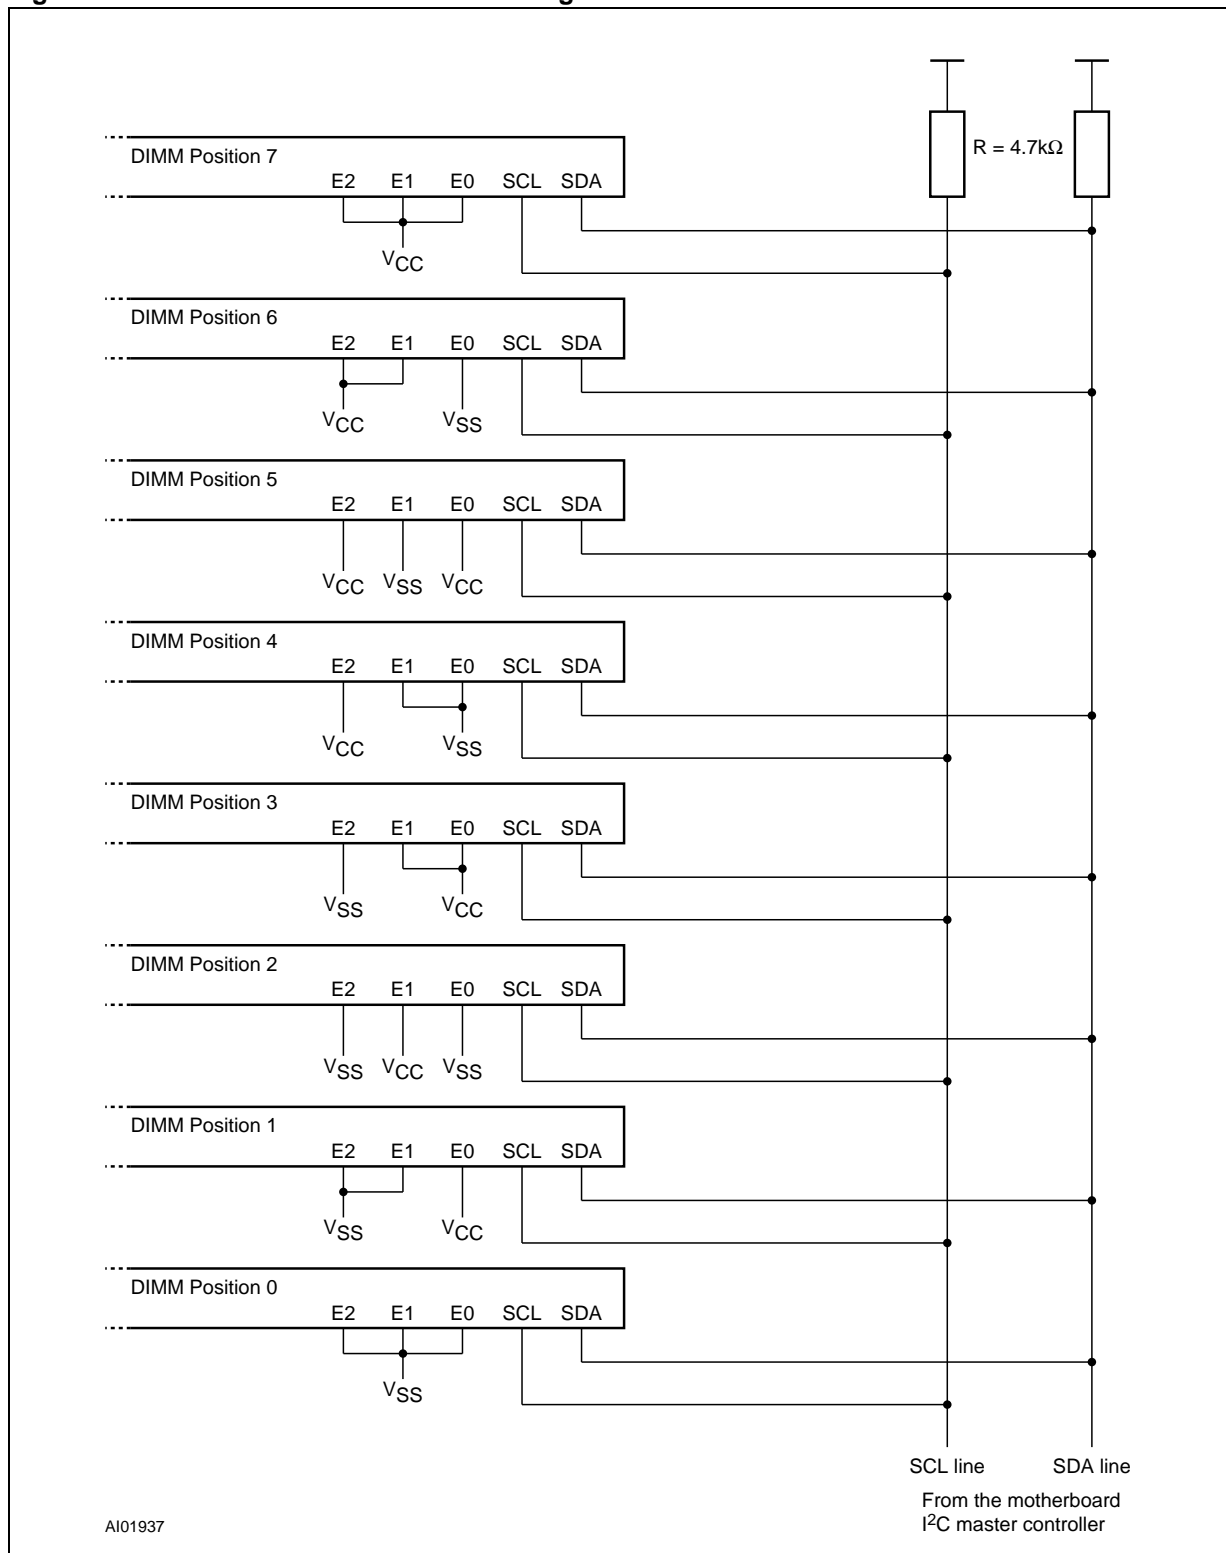 R = 4.7kΩ
DIMM Position 7
E2 E1 E0 SCL SDA
VCC
DIMM Position 6
E2 E1 E0 SCL SDA
VCC VSS
DIMM Position 5
E2 E1 E0 SCL SDA
VCC VSS VCC
DIMM Position 4
E2 E1 E0 SCL SDA
VCC VSS
DIMM Position 3
E2 E1 E0 SCL SDA
VSS VCC
DIMM Position 2
E2 E1 E0 SCL SDA
VSS VCC VSS
DIMM Position 1
E2 E1 E0 SCL SDA
VSS VCC
DIMM Position 0
E2 E1 E0 SCL SDA
VSS
SCL line SDA line
From the motherboard
I2C master controller
AI01937